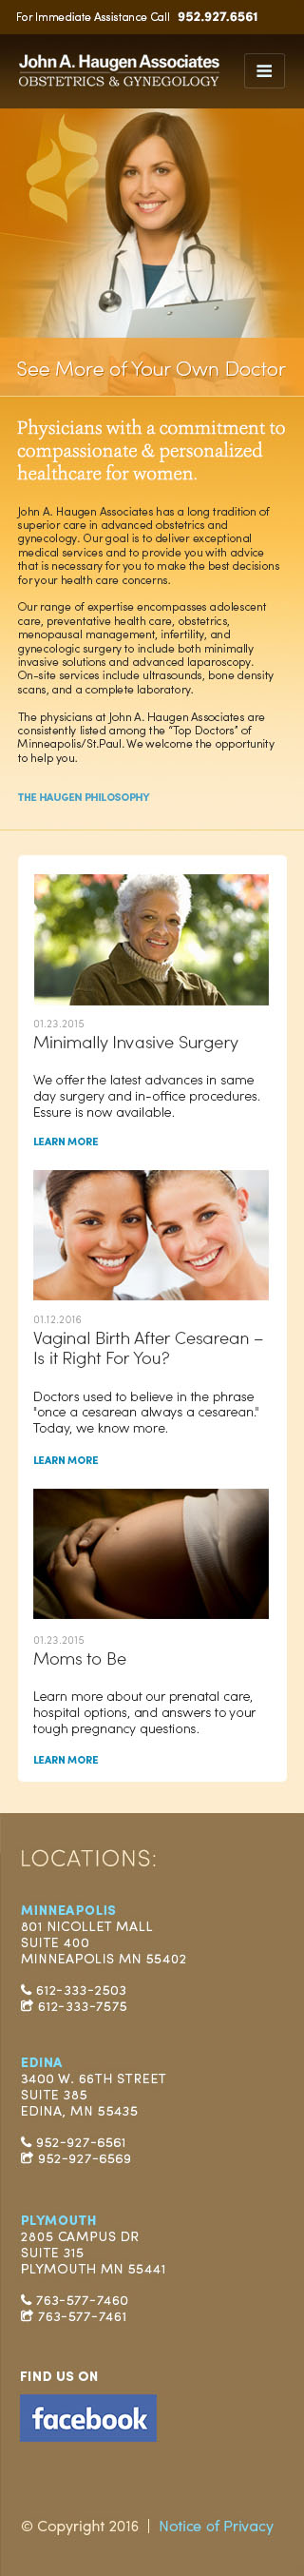 For Immediate Assistance Call 952.927.6561
John A. Haugen Associates
OBSTETRICS & GYNEGOLOGY
See More of Your Own Doctor
Physicians with a commitment to
compassionate & personalized
healthcare for women.
John A. Haugen Associates has a long tradition of
superior care in advanced obstetrics and
gynecology. Our goal is to deliver exceptional
medical services and to provide you with advice
that is necessary for you to make the best decisions
for your health care concerns.
Our range of expertise encompasses adolescent
care, preventative health care, obstetrics,
menopausal management, infertility, and
gynecologic surgery to include both minimally
invasive solutions and advanced laparoscopy.
On-site services include ultrasounds, bone density
scans, and a complete laboratory.
The physicians at John A. Haugen Associates are
consistently listed among the “Top Doctors” of
Minneapolis/St.Paul. We welcome the opportunity
to help you.
THE HAUGEN PHILOSOPHY
01.23.2015
Minimally Invasive Surgery
We offer the latest advances in same
day surgery and in-office procedures.
Essure is now available.
LEARN MORE
01.12.2016
Vaginal Birth After Cesarean –
Is it Right For You?
Doctors used to believe in the phrase
"once a cesarean always a cesarean."
Today, we know more.
LEARN MORE
01.23.2015
Moms to Be
Learn more about our prenatal care,
hospital options, and answers to your
tough pregnancy questions.
LEARN MORE
LOCATIONS:
MINNEAPOLIS
801 NICOLLET MALL
SUITE 400
MINNEAPOLIS MN 55402
612-333-2503
612-333-7575
EDINA
3400 W. 66TH STREET
SUITE 385
EDINA, MN 55435
952-927-6561
952-927-6569
PLYMOUTH
2805 CAMPUS DR
SUITE 315
PLYMOUTH MN 55441
763-577-7460
763-577-7461
FIND US ON
facebook
© Copyright 2016 | Notice of Privacy